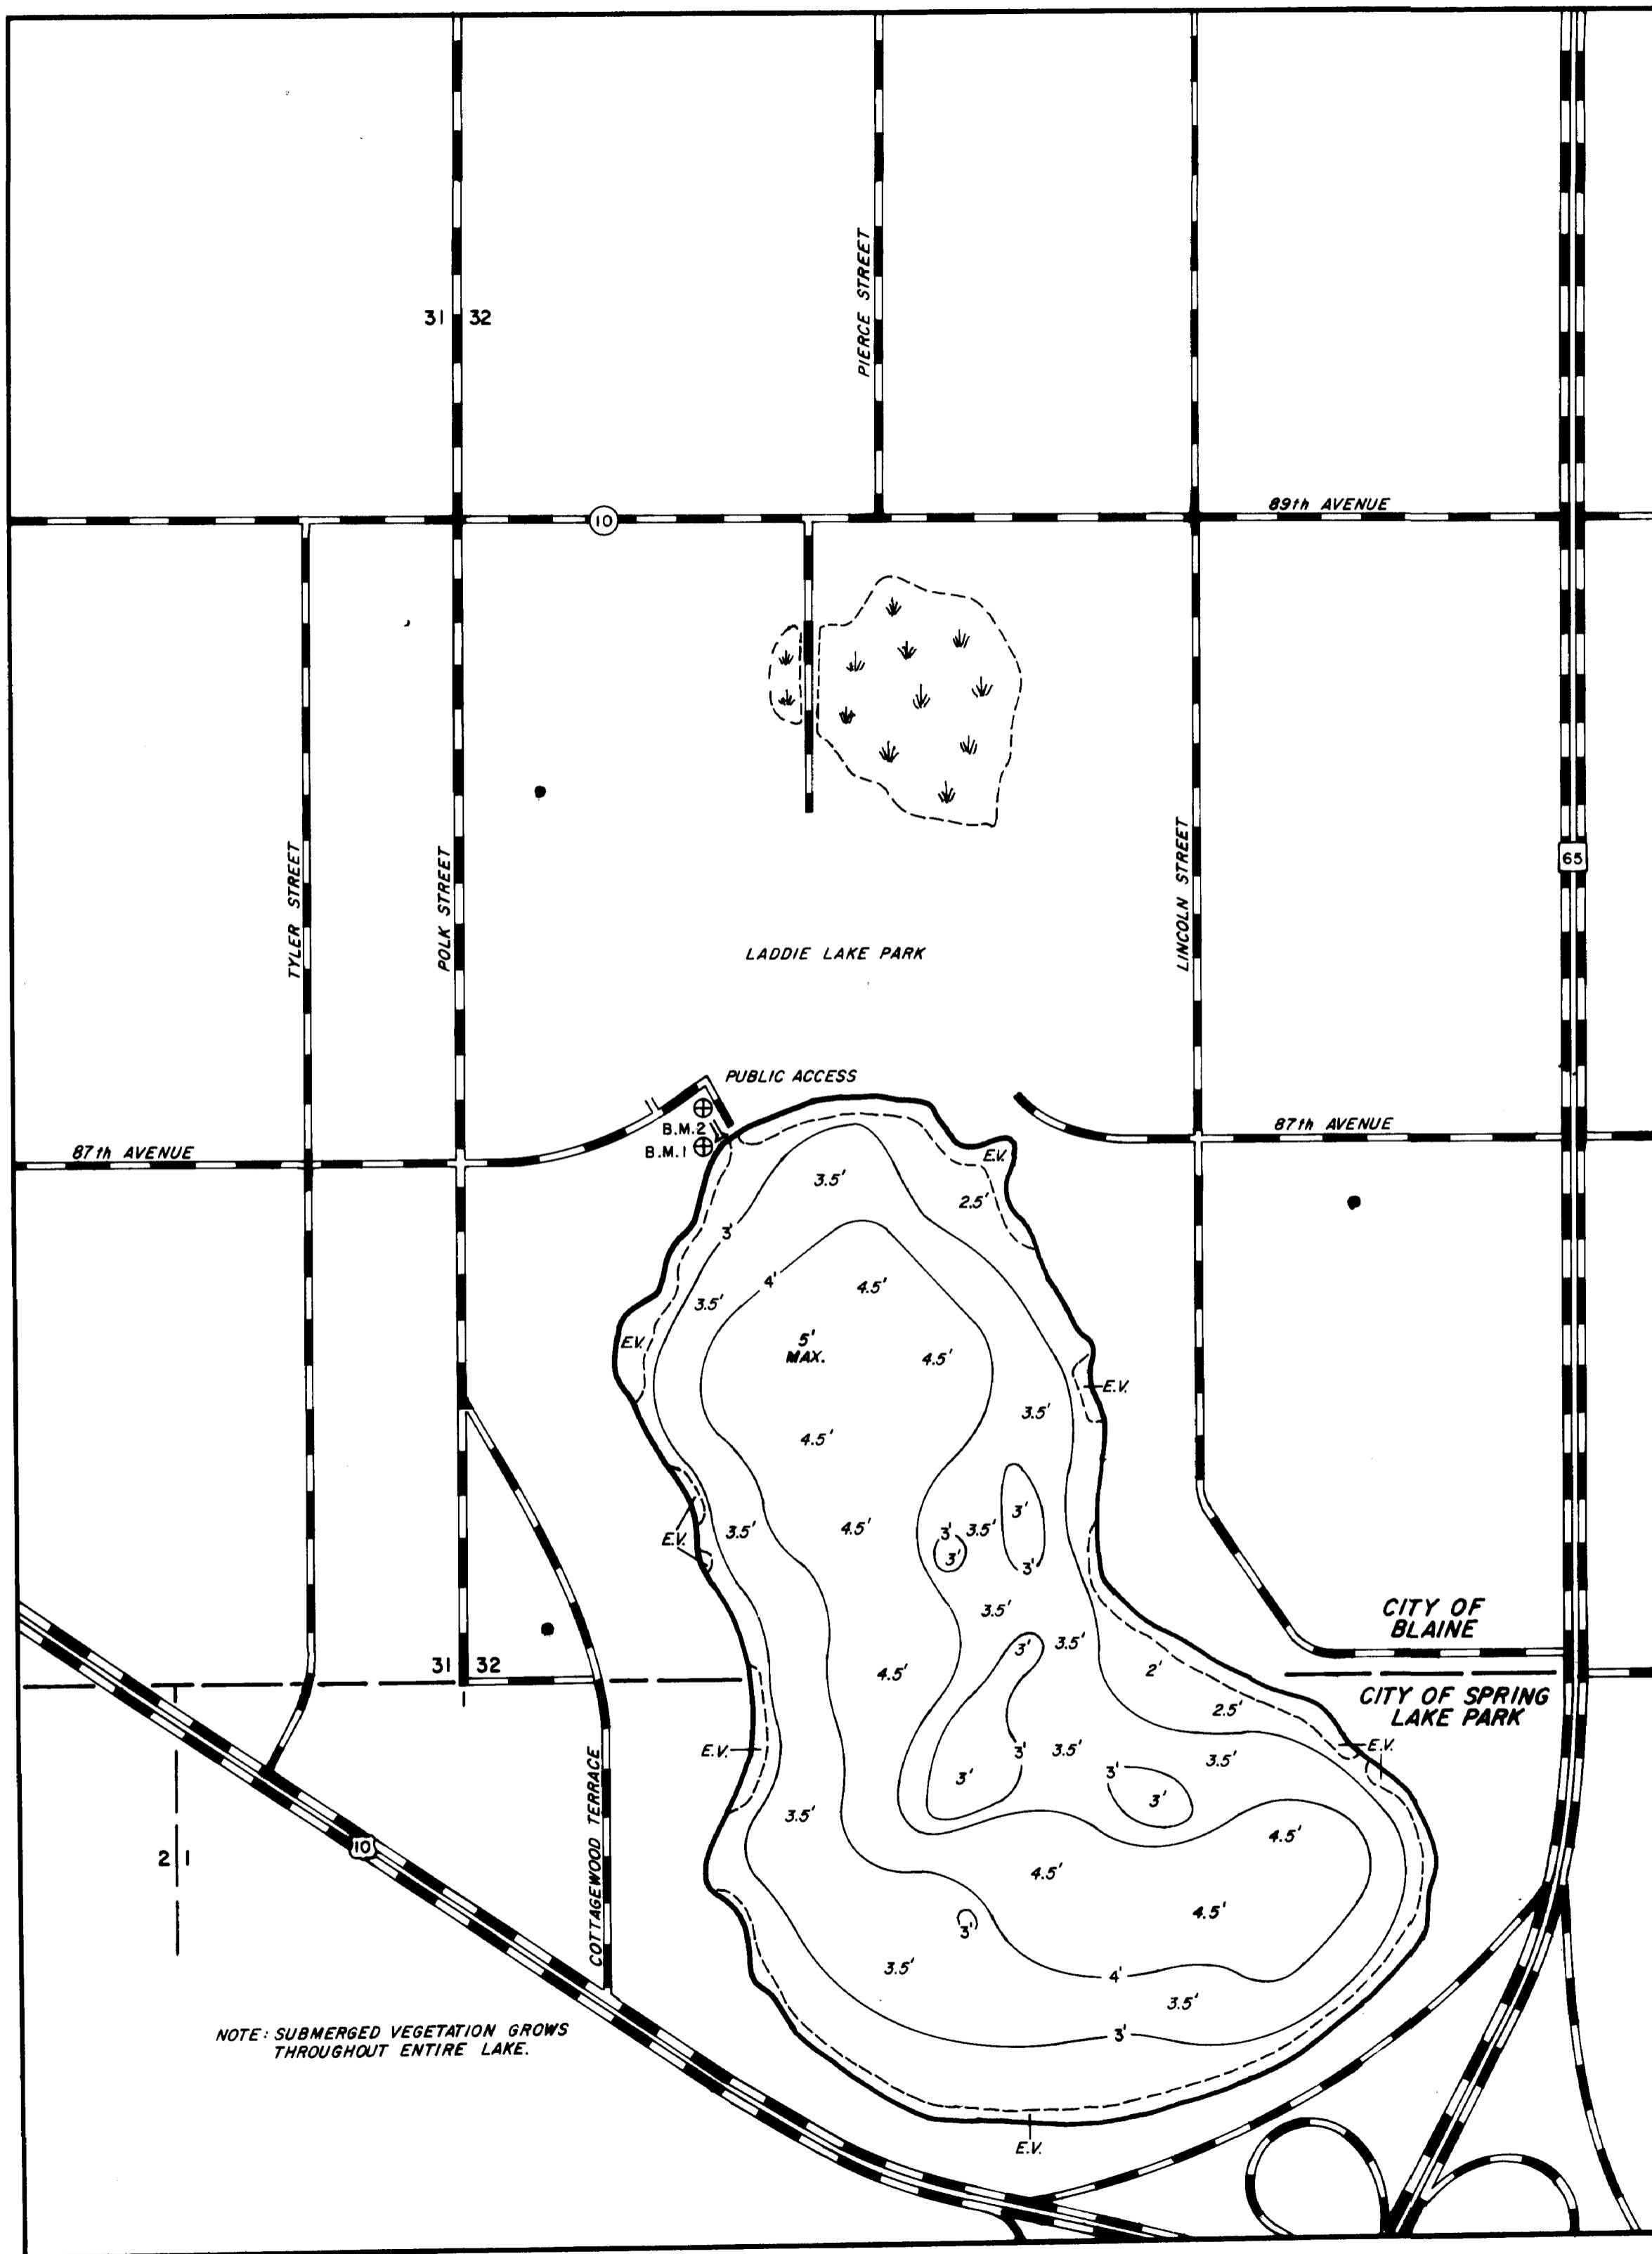 PIERCE STREET
31 32
89th AVENUE
10
65
TYLER STREET
POLK STREET
LINCOLN STREET
LADDIE LAKE PARK
PUBLIC ACCESS
B.M.2
B.M.1
87th AVENUE
87th AVENUE
E.V.
3.5'
2.5'
3'
4'
4.5'
3.5'
E.V.
5'
MAX.
4.5'
E.V.
3.5'
4.5'
3'
3.5'
4.5'
3'
3.5'
E.V.
3'
3'
3.5'
CITY OF
BLAINE
3'
3.5'
2'
31 32
4.5'
CITY OF SPRING
LAKE PARK
2.5'
E.V.
3'
3.5'
3.5'
E.V.
3'
3'
3'
3.5'
4.5'
COTTAGEWOOD TERRACE
10
2 1
4.5'
4.5'
3'
3.5'
4'
3.5'
3'
NOTE: SUBMERGED VEGETATION GROWS
THROUGHOUT ENTIRE LAKE.
E.V.